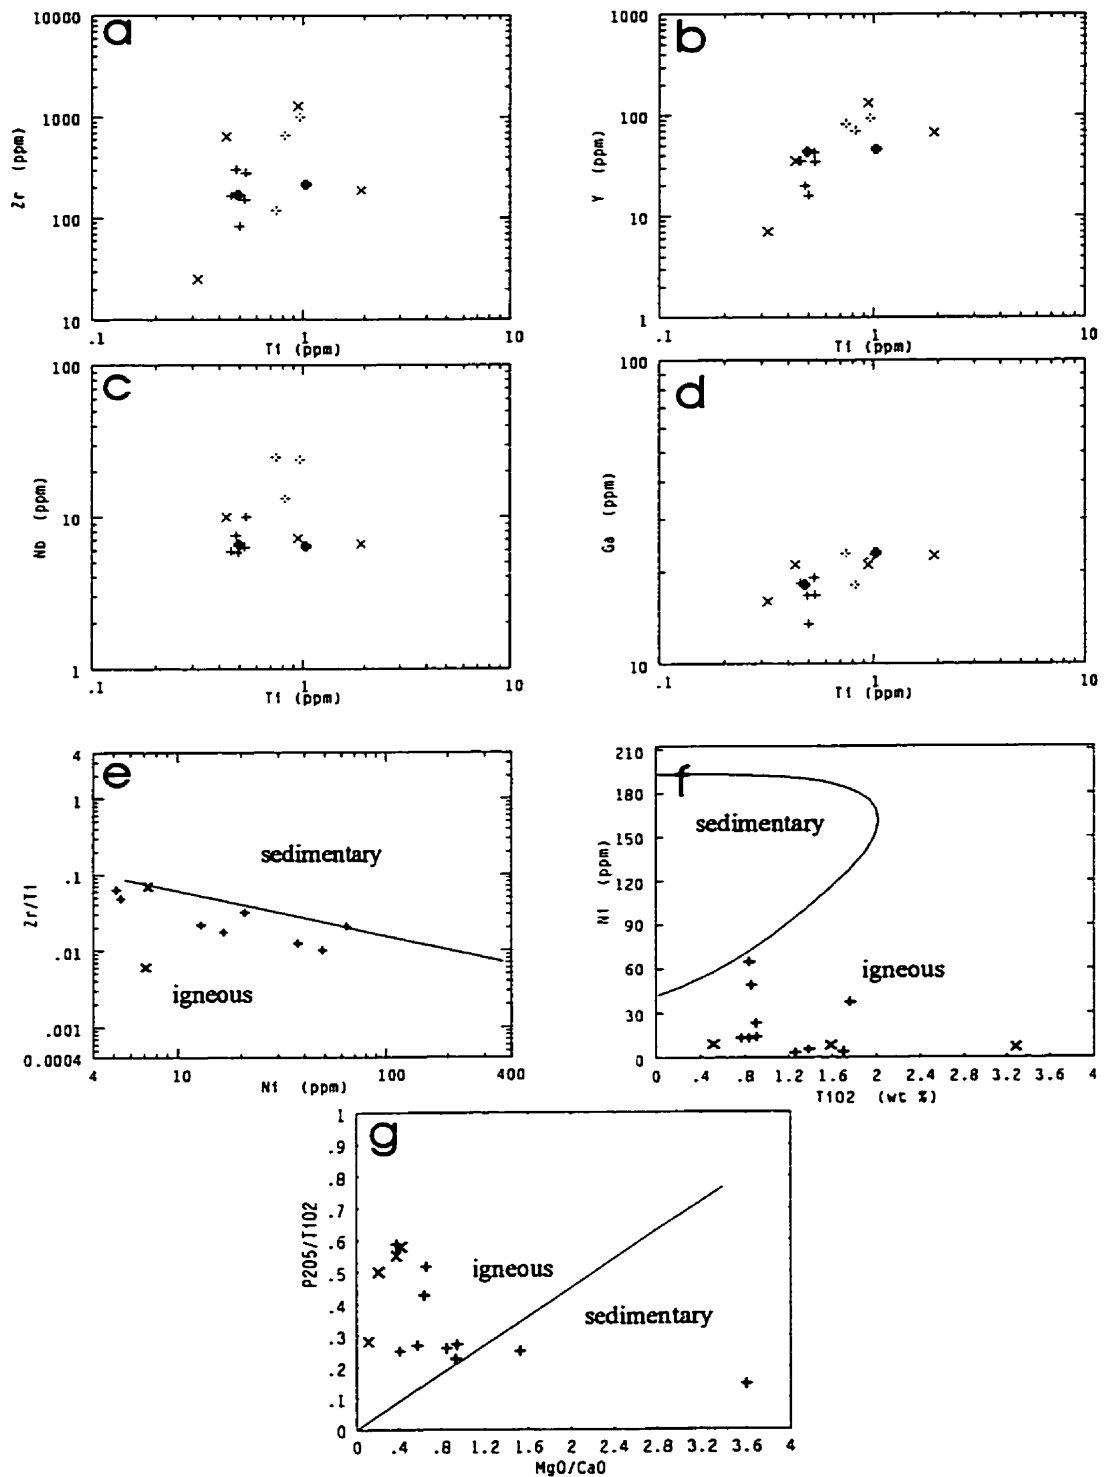 a
10000
1000
100
10
Zr (ppm)
.1
1
10
Ti (ppm)
b
1000
100
10
1
Y (ppm)
.1
1
10
Ti (ppm)
c
100
10
1
Nb (ppm)
.1
1
10
Ti (ppm)
d
100
10
Ga (ppm)
.1
1
10
Ti (ppm)
e
4
1
.1
.01
.001
0.0004
Zr/Ti
sedimentary
igneous
4
10
100
400
Ni (ppm)
f
210
180
150
120
90
60
30
0
Ni (ppm)
sedimentary
igneous
0 .4 .8 1.2 1.6 2 2.4 2.8 3.2 3.6 4
TiO2 (wt %)
g
1
.9
.8
.7
.6
.5
.4
.3
.2
.1
0
P2O5/TiO2
igneous
sedimentary
0 .4 .8 1.2 1.6 2 2.4 2.8 3.2 3.6 4
MgO/CaO